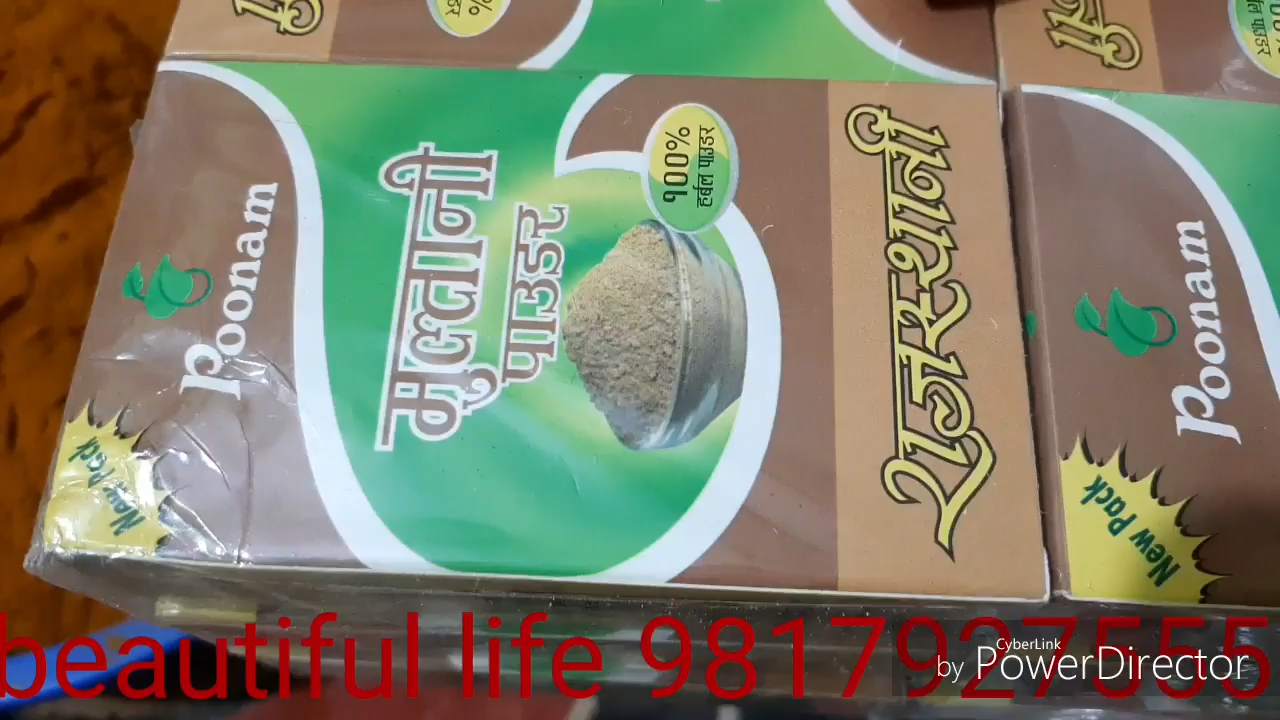 Poonam
New Pack
मुल्तानी
पाउडर
१००%
हर्बल पाउडर
राजस्थानी
Poonam
New Pack
beautiful life 9817927555
CyberLink
by PowerDirector